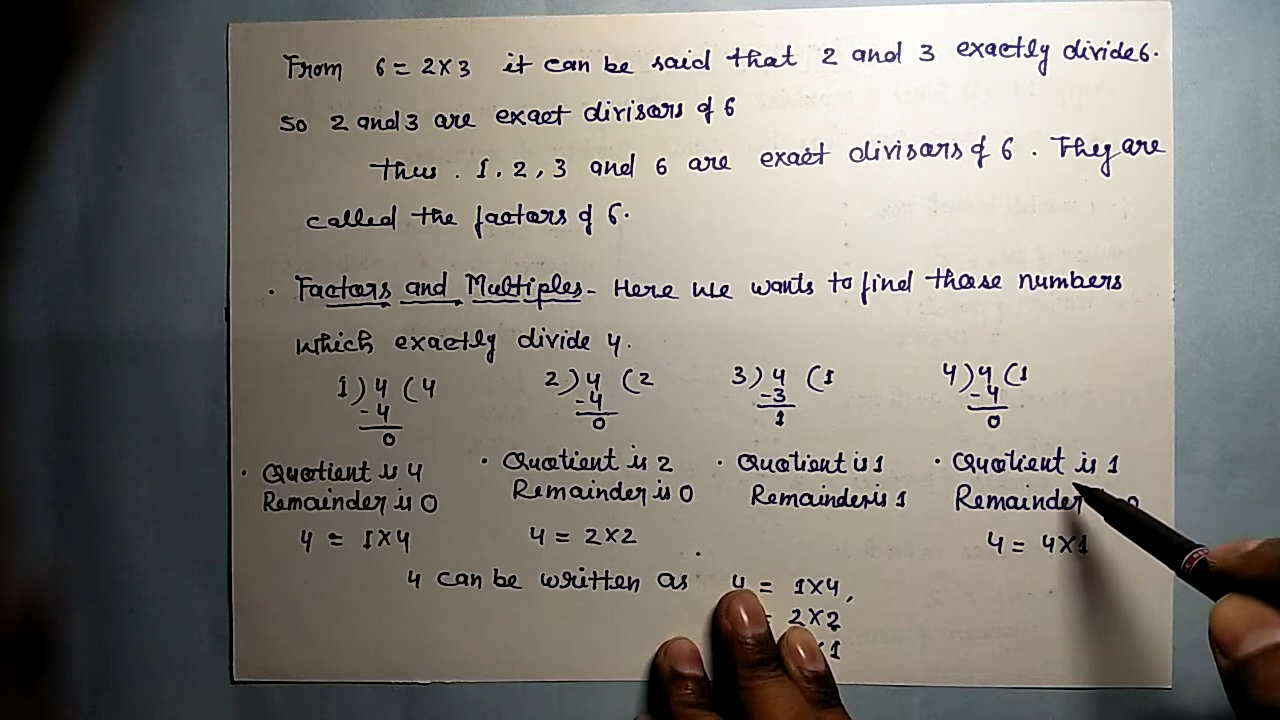 From 6 = 2×3 it can be said that 2 and 3 exactly divide 6.
So 2 and 3 are exact divisars of 6
Thus. 1, 2, 3 and 6 are exact divisars of 6. They are
called the factors of 6.
· Factors and Multiples - Here we wants to find those numbers
which exactly divide 4.
1)4(4 2)4(2 3)4(1 4)4(1
-4 -4 -3 -4
0 0 1 0
· Quotient is 4 · Quotient is 2 · Quotient is 1 · Quotient is 1
Remainder is 0 Remainder is 0 Remainder is 1 Remainder
4 = 1×4 4 = 2×2 4 = 4×1
4 can be written as 4 = 1×4,
= 2×2
1